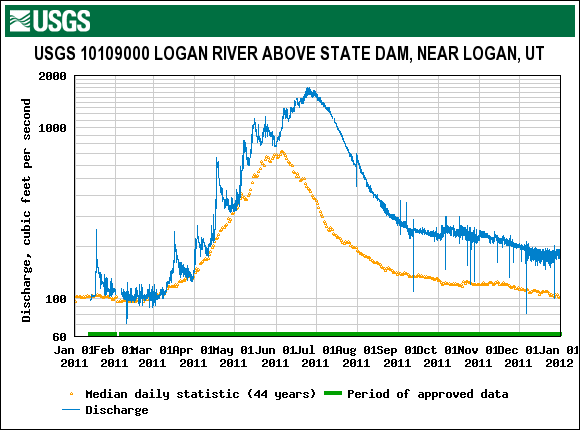 USGS
USGS 10109000 LOGAN RIVER ABOVE STATE DAM, NEAR LOGAN, UT
Discharge, cubic feet per second
2000
1000
100
60
Jan 01 Feb 01 Mar 01 Apr 01 May 01 Jun 01 Jul 01 Aug 01 Sep 01 Oct 01 Nov 01 Dec 01 Jan 01
2011 2011 2011 2011 2011 2011 2011 2011 2011 2011 2011 2011 2012
Median daily statistic (44 years) Period of approved data
Discharge